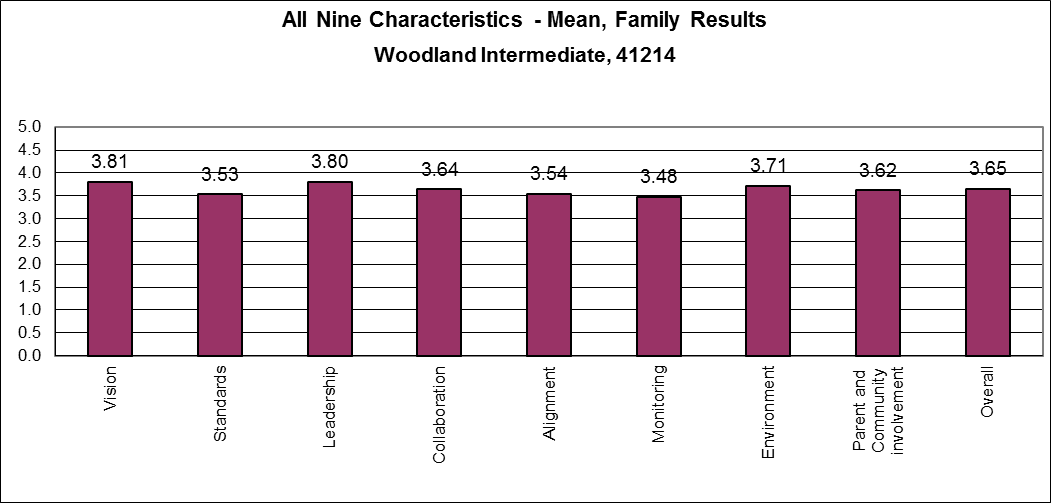 All Nine Characteristics - Mean, Family Results
Woodland Intermediate, 41214
5.0
4.5
4.0
3.5
3.0
2.5
2.0
1.5
1.0
0.5
0.0
3.81
3.53
3.80
3.64
3.54
3.48
3.71
3.62
3.65
Vision
Standards
Leadership
Collaboration
Alignment
Monitoring
Environment
Parent and
Community
involvement
Overall